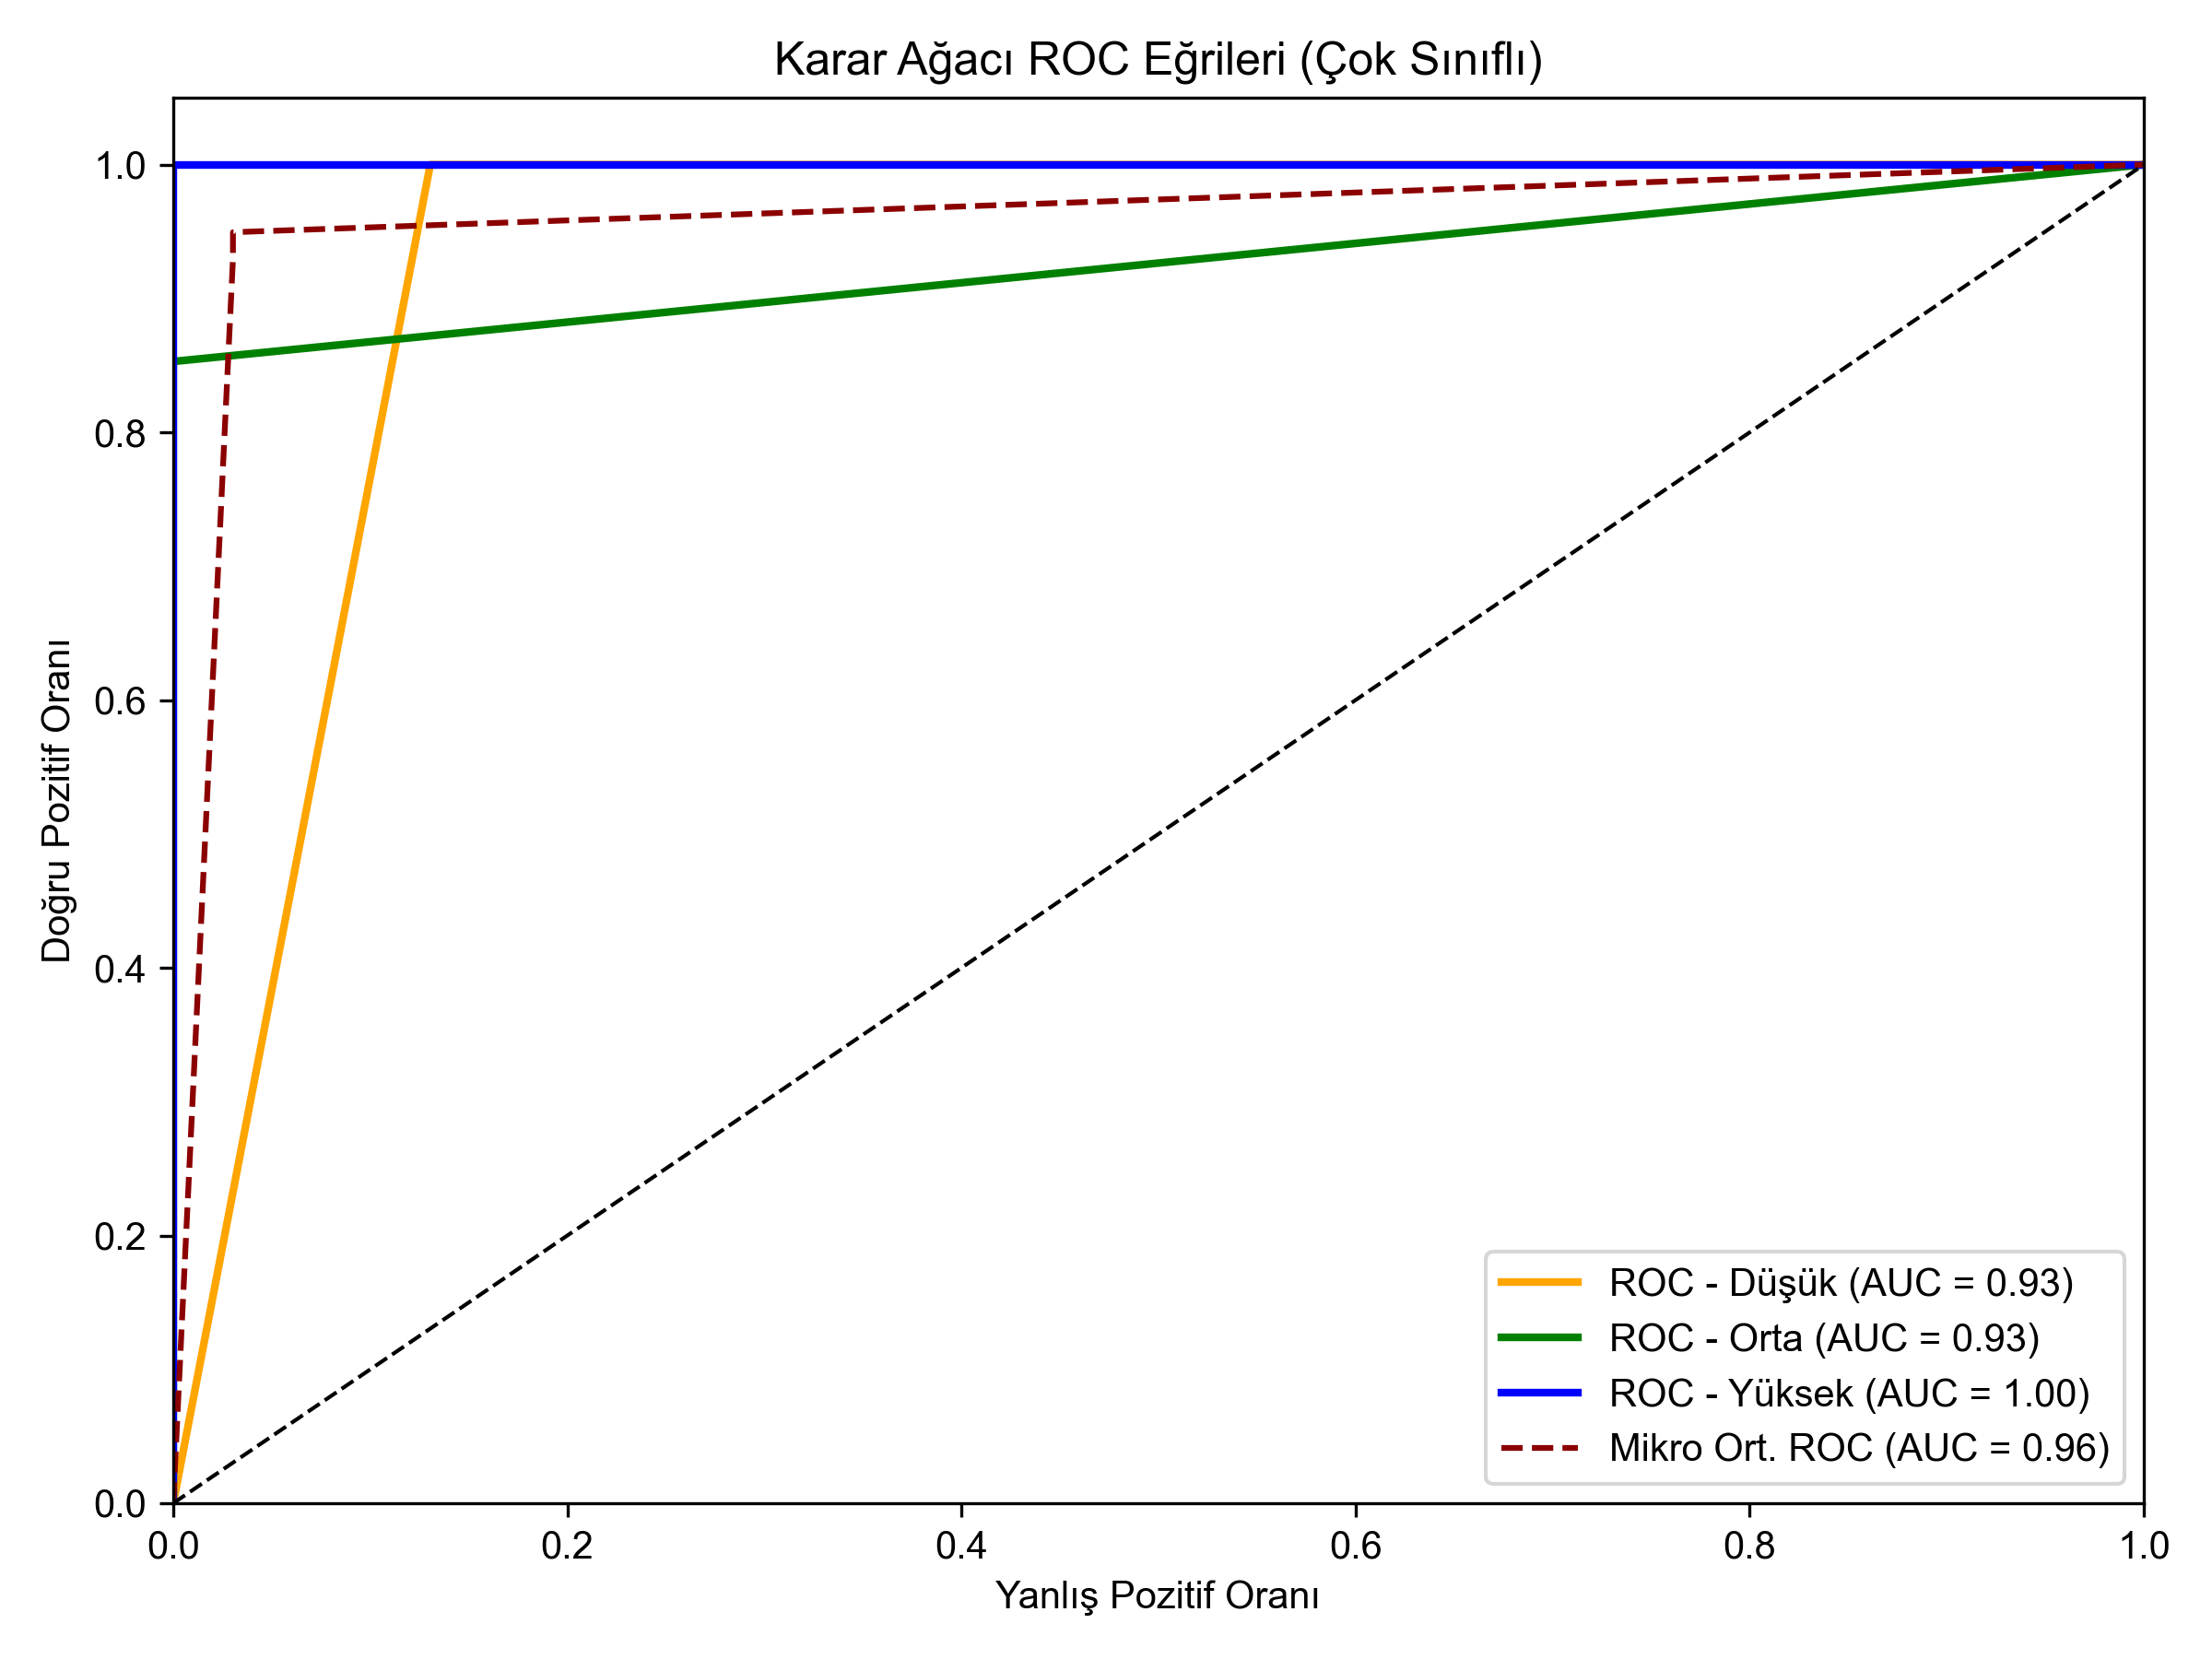 Karar Ağacı ROC Eğrileri (Çok Sınıflı)
Doğru Pozitif Oranı
1.0
0.8
0.6
0.4
0.2
0.0
0.0 0.2 0.4 0.6 0.8 1.0
Yanlış Pozitif Oranı
ROC - Düşük (AUC = 0.93)
ROC - Orta (AUC = 0.93)
ROC - Yüksek (AUC = 1.00)
Mikro Ort. ROC (AUC = 0.96)